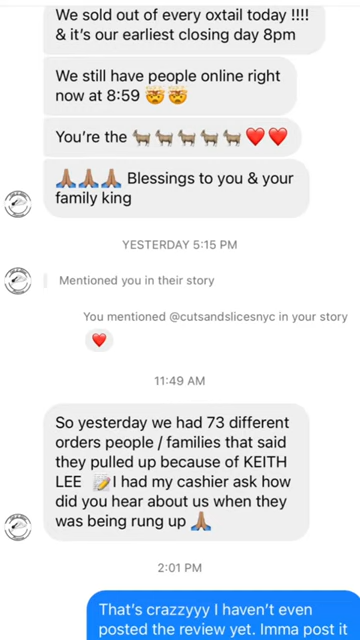 We sold out of every oxtail today !!!!
& it's our earliest closing day 8pm
We still have people online right
now at 8:59 🤯🤯
You're the 🐐🐐🐐🐐🐐❤️❤️
🙏🏽🙏🏽🙏🏽 Blessings to you & your
family king
YESTERDAY 5:15 PM
Mentioned you in their story
You mentioned @cutsandslicesnyc in your story
❤️
11:49 AM
So yesterday we had 73 different
orders people / families that said
they pulled up because of KEITH
LEE 📝I had my cashier ask how
did you hear about us when they
was being rung up 🙏🏽
2:01 PM
That's crazzyyy I haven't even
posted the review yet. Imma post it